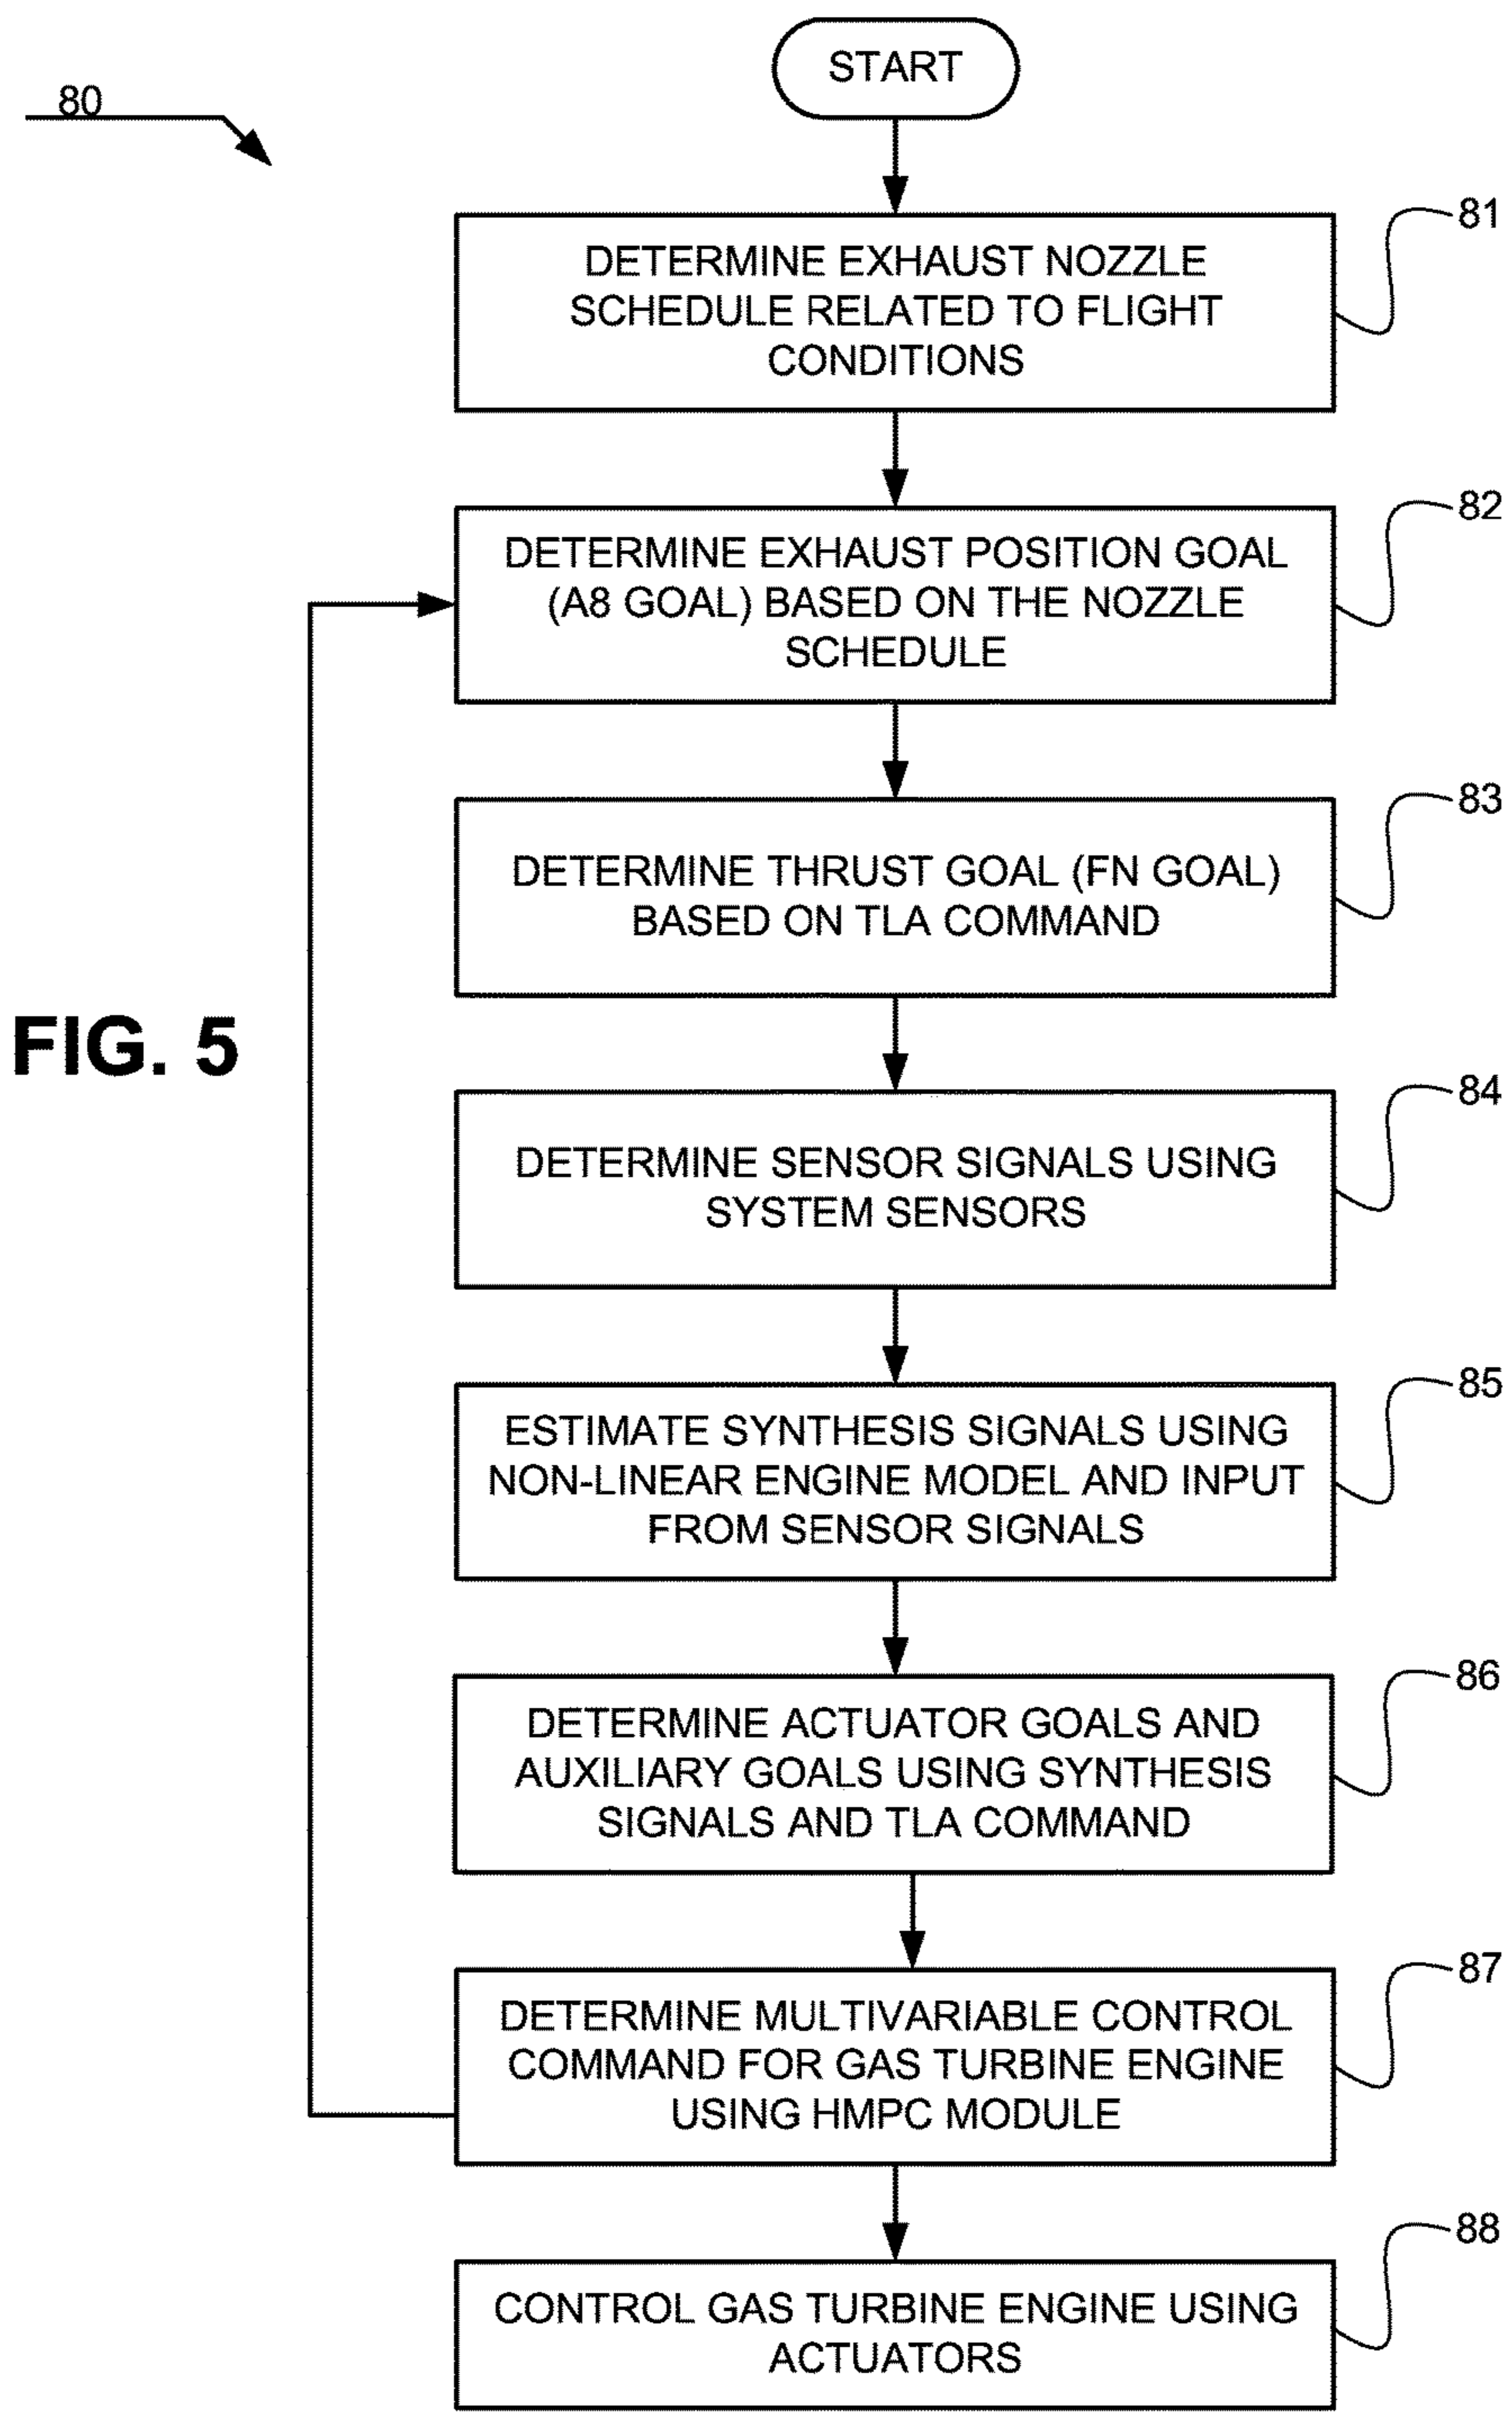 START
80
81
DETERMINE EXHAUST NOZZLE
SCHEDULE RELATED TO FLIGHT
CONDITIONS
82
DETERMINE EXHAUST POSITION GOAL
(A8 GOAL) BASED ON THE NOZZLE
SCHEDULE
83
DETERMINE THRUST GOAL (FN GOAL)
BASED ON TLA COMMAND
FIG. 5
84
DETERMINE SENSOR SIGNALS USING
SYSTEM SENSORS
85
ESTIMATE SYNTHESIS SIGNALS USING
NON-LINEAR ENGINE MODEL AND INPUT
FROM SENSOR SIGNALS
86
DETERMINE ACTUATOR GOALS AND
AUXILIARY GOALS USING SYNTHESIS
SIGNALS AND TLA COMMAND
87
DETERMINE MULTIVARIABLE CONTROL
COMMAND FOR GAS TURBINE ENGINE
USING HMPC MODULE
88
CONTROL GAS TURBINE ENGINE USING
ACTUATORS